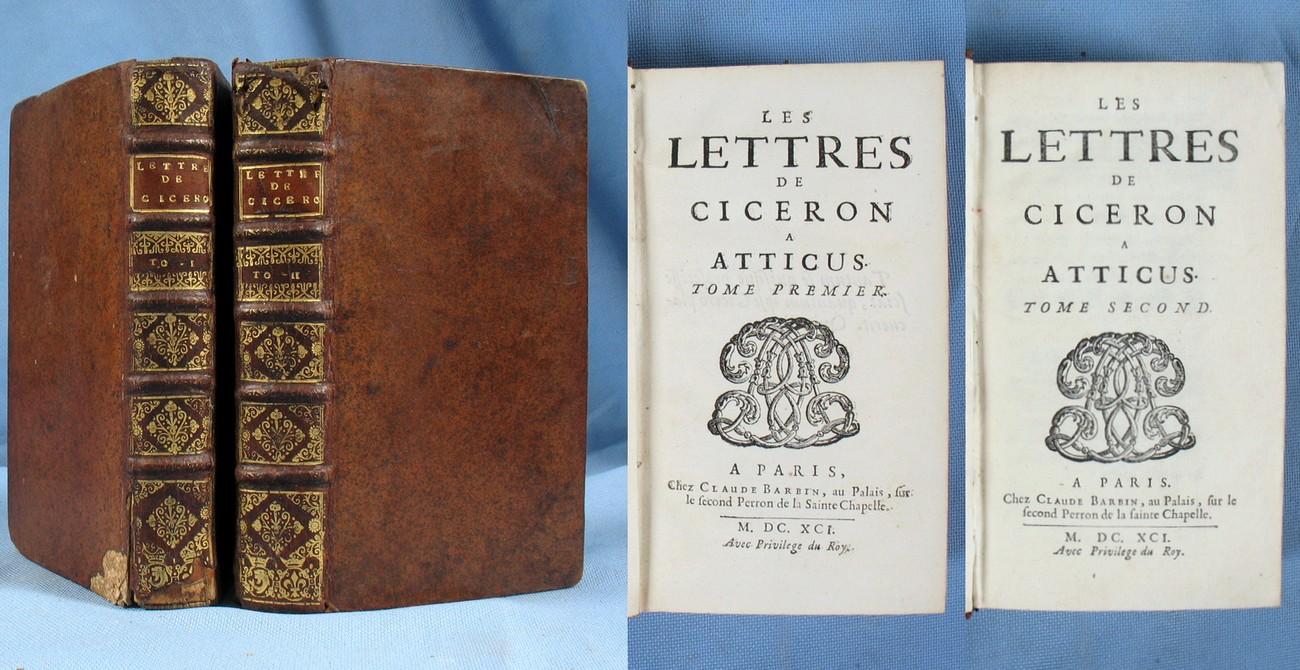 LETTRE
DE
CICERO
TO · I
LETTRE
DE
CICERO
TO · II
LES
LETTRES
DE
CICERON
A
ATTICUS.
TOME PREMIER.
A PARIS,
Chez CLAUDE BARBIN, au Palais, sur
le second Perron de la Sainte Chapelle.
M. DC. XCI.
Avec Privilege du Roy.
LES
LETTRES
DE
CICERON
A
ATTICUS.
TOME SECOND.
A PARIS.
Chez CLAUDE BARBIN, au Palais, sur le
second Perron de la sainte Chapelle.
M. DC. XCI.
Avec Privilege du Roy.